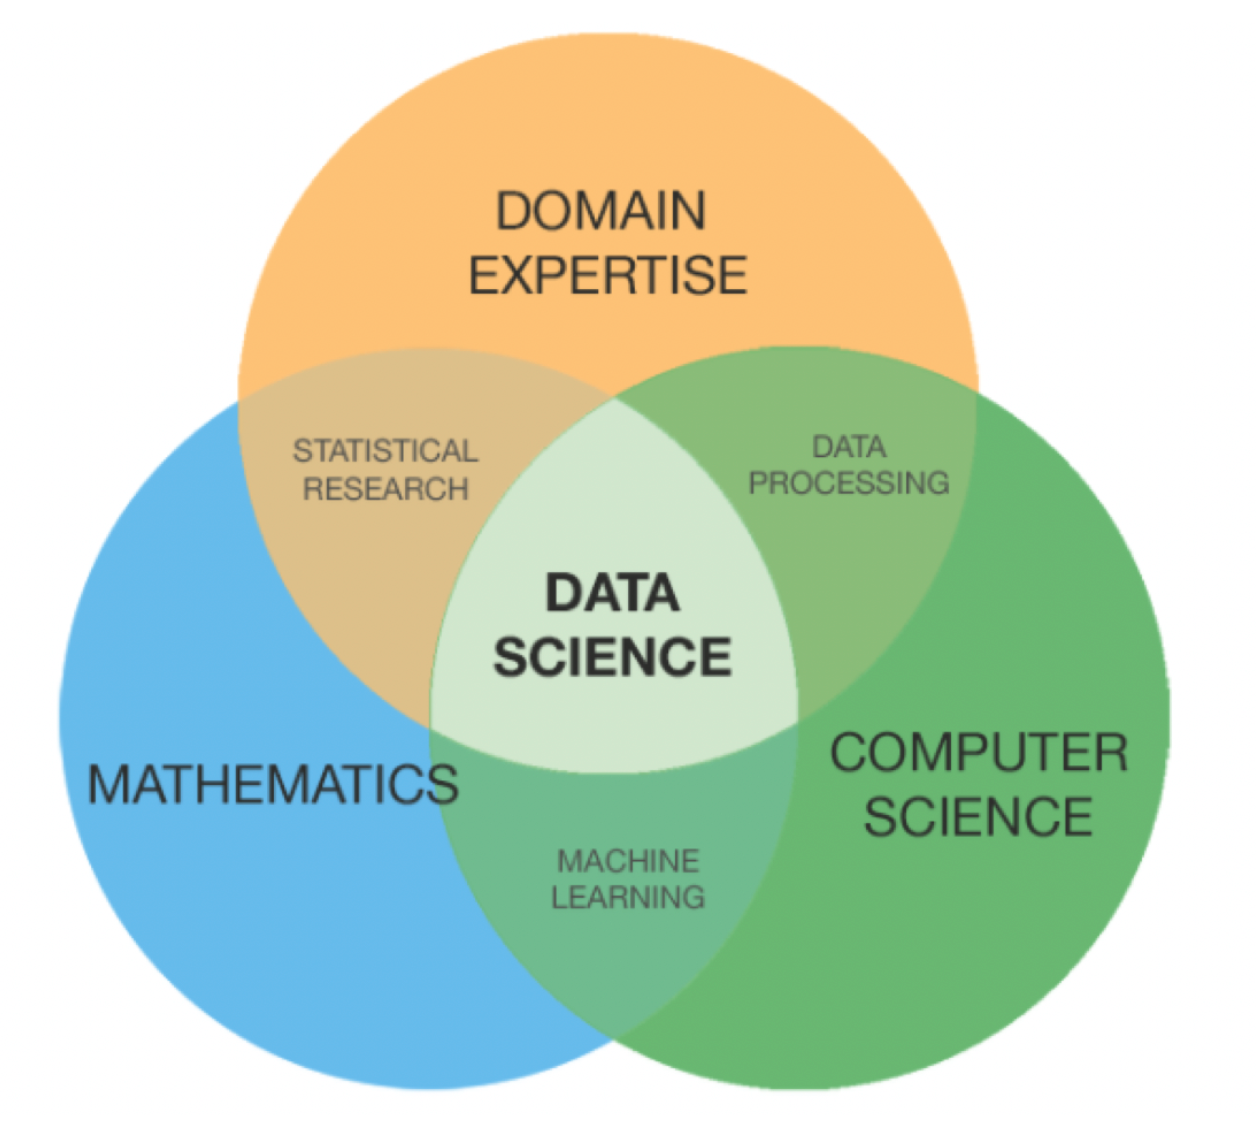 DOMAIN
EXPERTISE
STATISTICAL
RESEARCH
DATA
PROCESSING
DATA
SCIENCE
MATHEMATICS
COMPUTER
SCIENCE
MACHINE
LEARNING